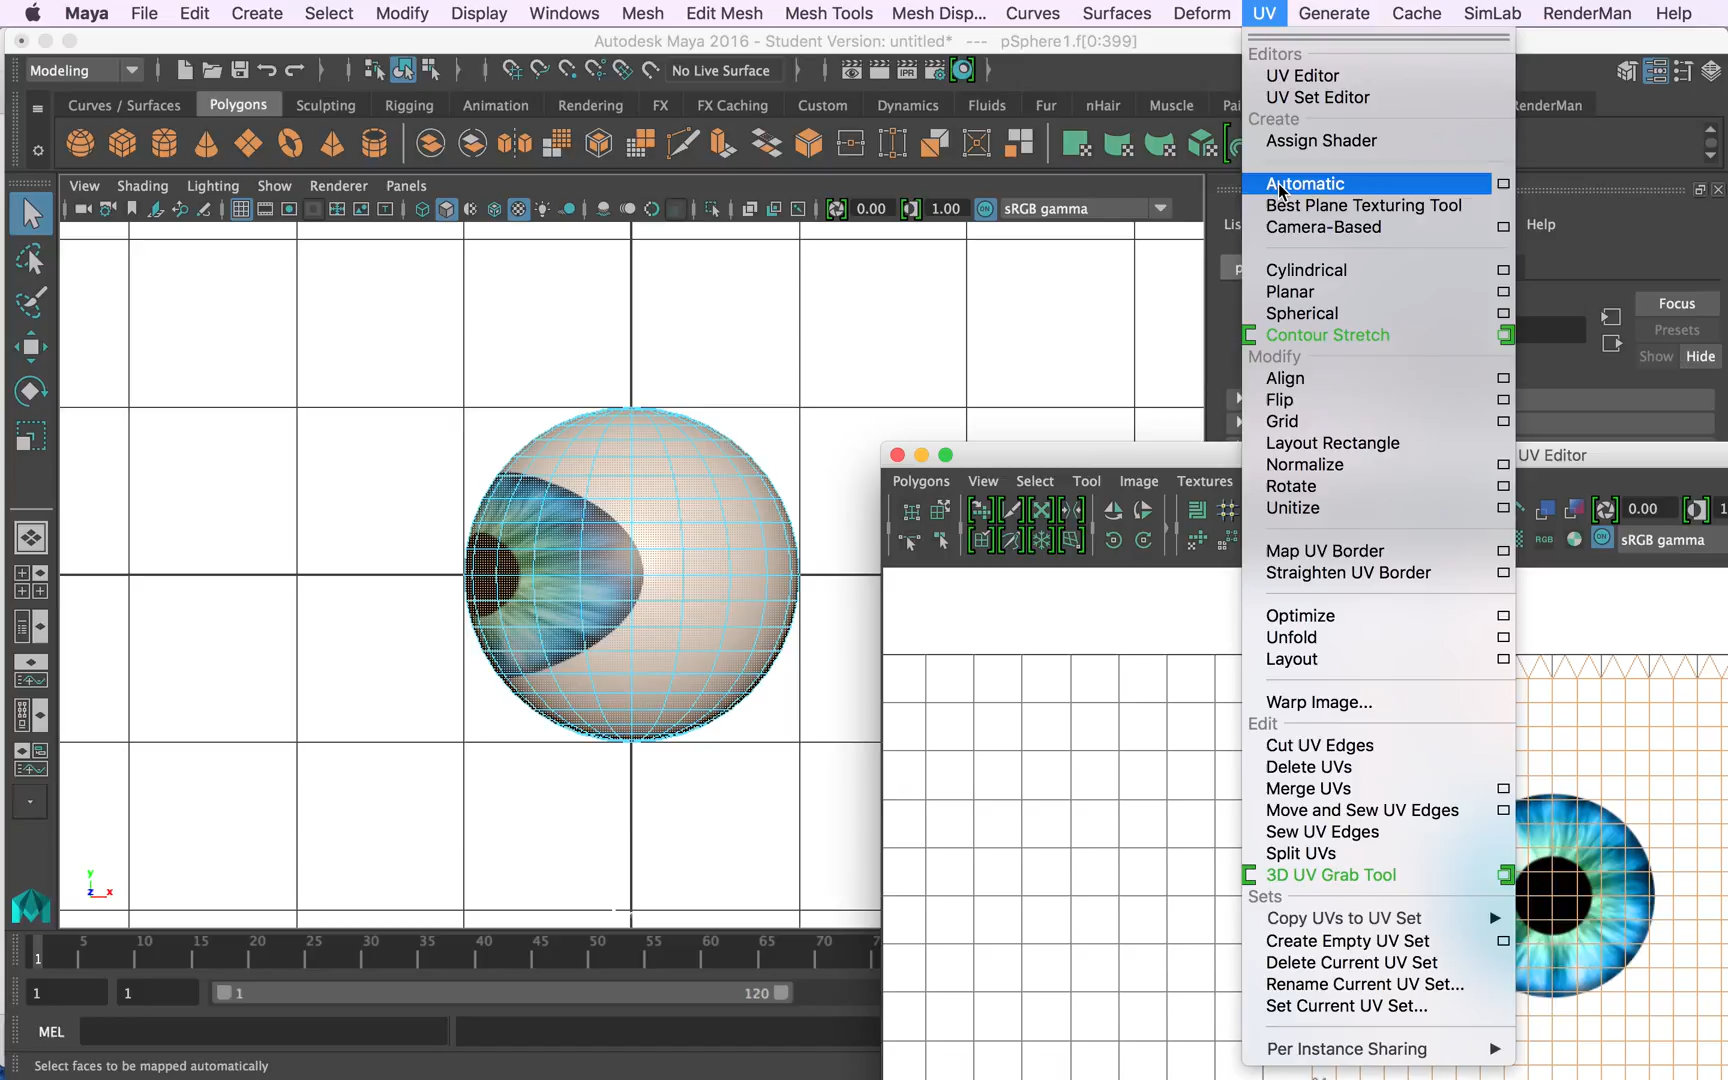 Maya File Edit Create Select Modify Display Windows Mesh Edit Mesh Mesh Tools Mesh Disp... Curves Surfaces Deform UV Generate Cache SimLab RenderMan Help
Autodesk Maya 2016 - Student Version: untitled* --- pSphere1.f[0:399]
Modeling
No Live Surface
IPR
Curves / Surfaces Polygons Sculpting Rigging Animation Rendering FX FX Caching Custom Dynamics Fluids Fur nHair Muscle
View Shading Lighting Show Renderer Panels
0.00 1.00 ON sRGB gamma
Help
Focus
Presets
Show Hide
Editors
UV Editor
UV Set Editor
Create
Assign Shader
Automatic
Best Plane Texturing Tool
Camera-Based
Cylindrical
Planar
Spherical
Contour Stretch
Modify
Align
Flip
Grid
Layout Rectangle
Normalize
Rotate
Unitize
Map UV Border
Straighten UV Border
Optimize
Unfold
Layout
Warp Image...
Edit
Cut UV Edges
Delete UVs
Merge UVs
Move and Sew UV Edges
Sew UV Edges
Split UVs
3D UV Grab Tool
Sets
Copy UVs to UV Set
Create Empty UV Set
Delete Current UV Set
Rename Current UV Set...
Set Current UV Set...
Per Instance Sharing
UV Editor
Polygons View Select Tool Image Textures
0.00
RGB ON sRGB gamma
y
z x
5 10 15 20 25 30 35 40 45 50 55 60 65 70
1
1 1 1 120
MEL
Select faces to be mapped automatically